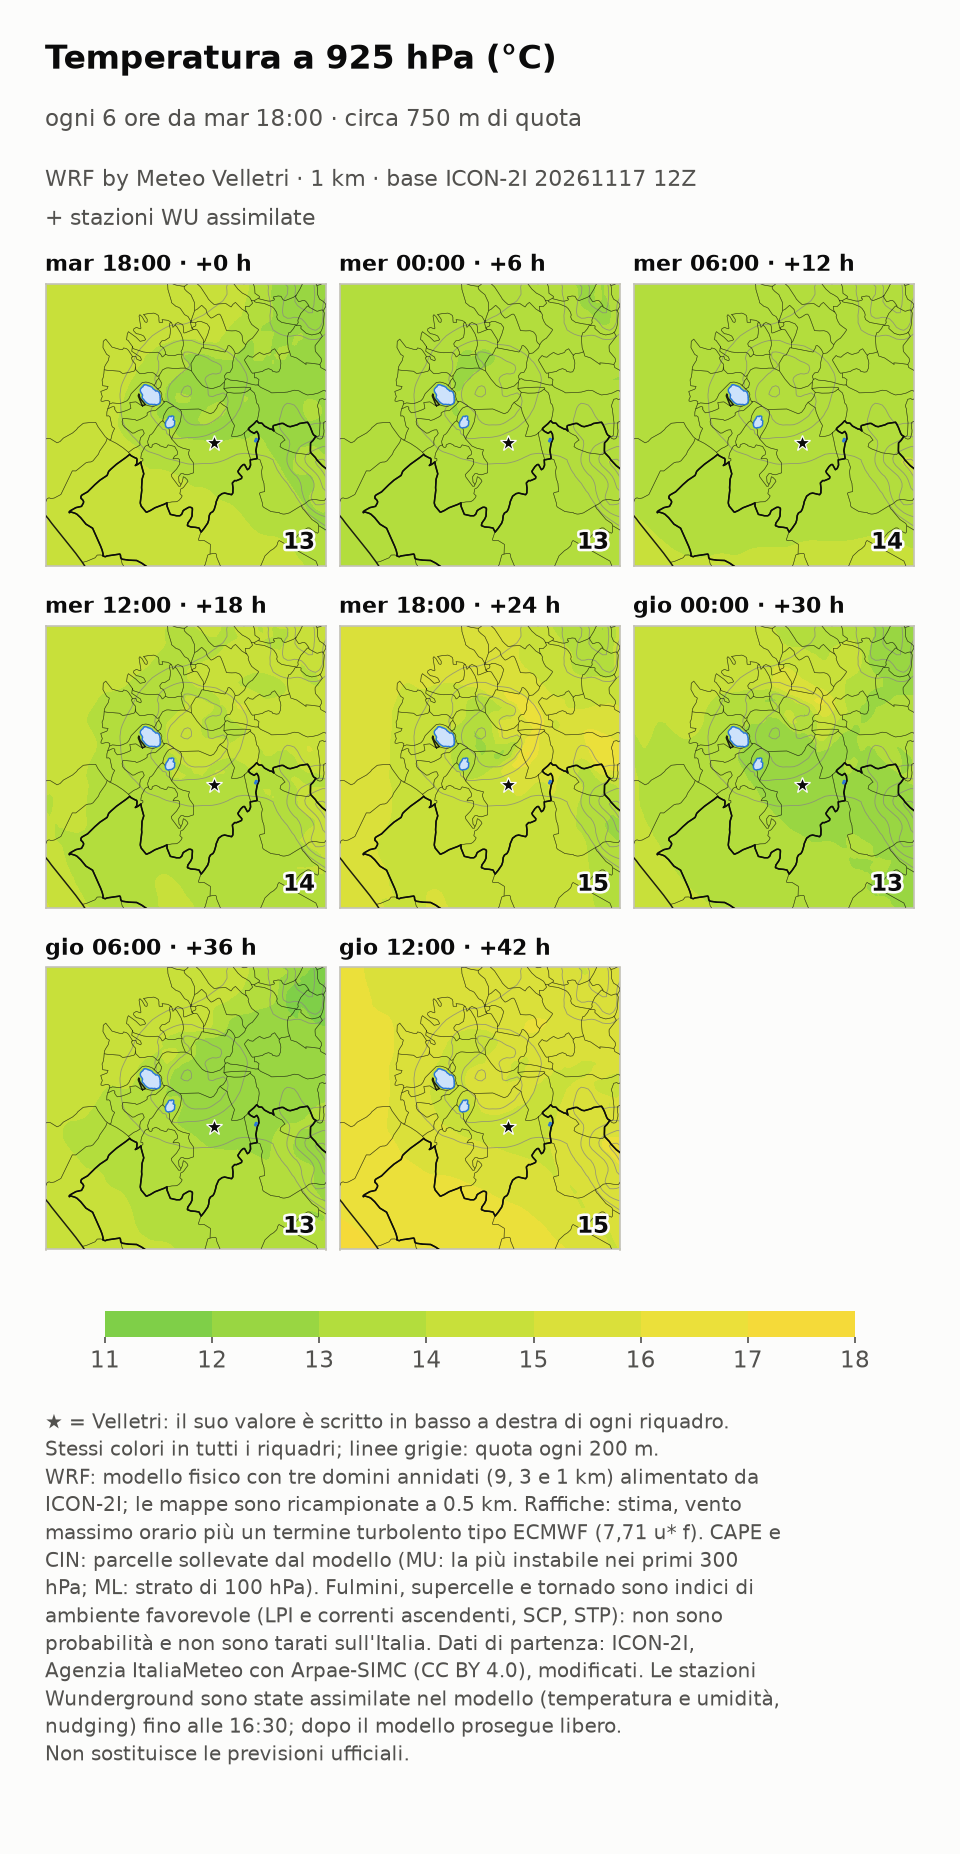 Temperatura a 925 hPa (°C)
ogni 6 ore da mar 18:00 · circa 750 m di quota
WRF by Meteo Velletri · 1 km · base ICON-2I 20261117 12Z
+ stazioni WU assimilate
mar 18:00 · +0 h
mer 00:00 · +6 h
mer 06:00 · +12 h
13
13
14
mer 12:00 · +18 h
mer 18:00 · +24 h
gio 00:00 · +30 h
14
15
13
gio 06:00 · +36 h
gio 12:00 · +42 h
13
15
11 12 13 14 15 16 17 18
★ = Velletri: il suo valore è scritto in basso a destra di ogni riquadro.
Stessi colori in tutti i riquadri; linee grigie: quota ogni 200 m.
WRF: modello fisico con tre domini annidati (9, 3 e 1 km) alimentato da
ICON-2I; le mappe sono ricampionate a 0.5 km. Raffiche: stima, vento
massimo orario più un termine turbolento tipo ECMWF (7,71 u* f). CAPE e
CIN: parcelle sollevate dal modello (MU: la più instabile nei primi 300
hPa; ML: strato di 100 hPa). Fulmini, supercelle e tornado sono indici di
ambiente favorevole (LPI e correnti ascendenti, SCP, STP): non sono
probabilità e non sono tarati sull'Italia. Dati di partenza: ICON-2I,
Agenzia ItaliaMeteo con Arpae-SIMC (CC BY 4.0), modificati. Le stazioni
Wunderground sono state assimilate nel modello (temperatura e umidità,
nudging) fino alle 16:30; dopo il modello prosegue libero.
Non sostituisce le previsioni ufficiali.